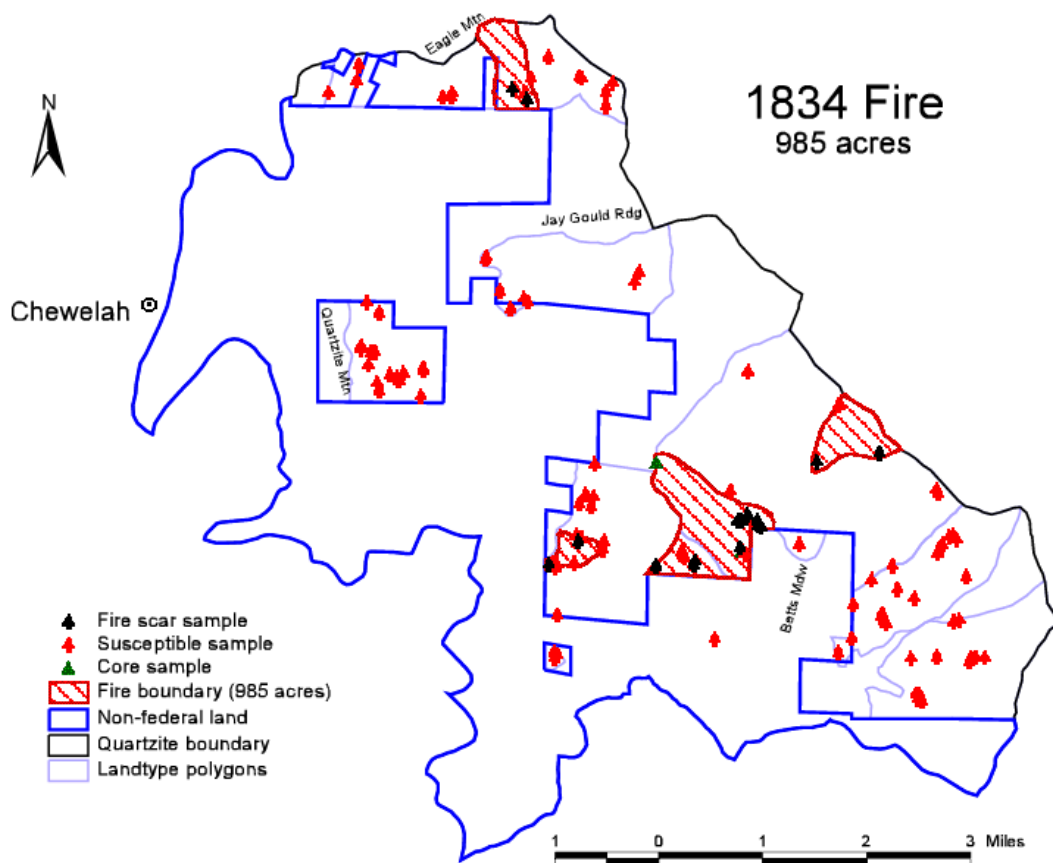 Eagle Mtn
N
1834 Fire
985 acres
Jay Gould Rdg
Chewelah
Quartzite Mtn
Betts Mdw
Fire scar sample
Susceptible sample
Core sample
Fire boundary (985 acres)
Non-federal land
Quartzite boundary
Landtype polygons
1 0 1 2 3 Miles